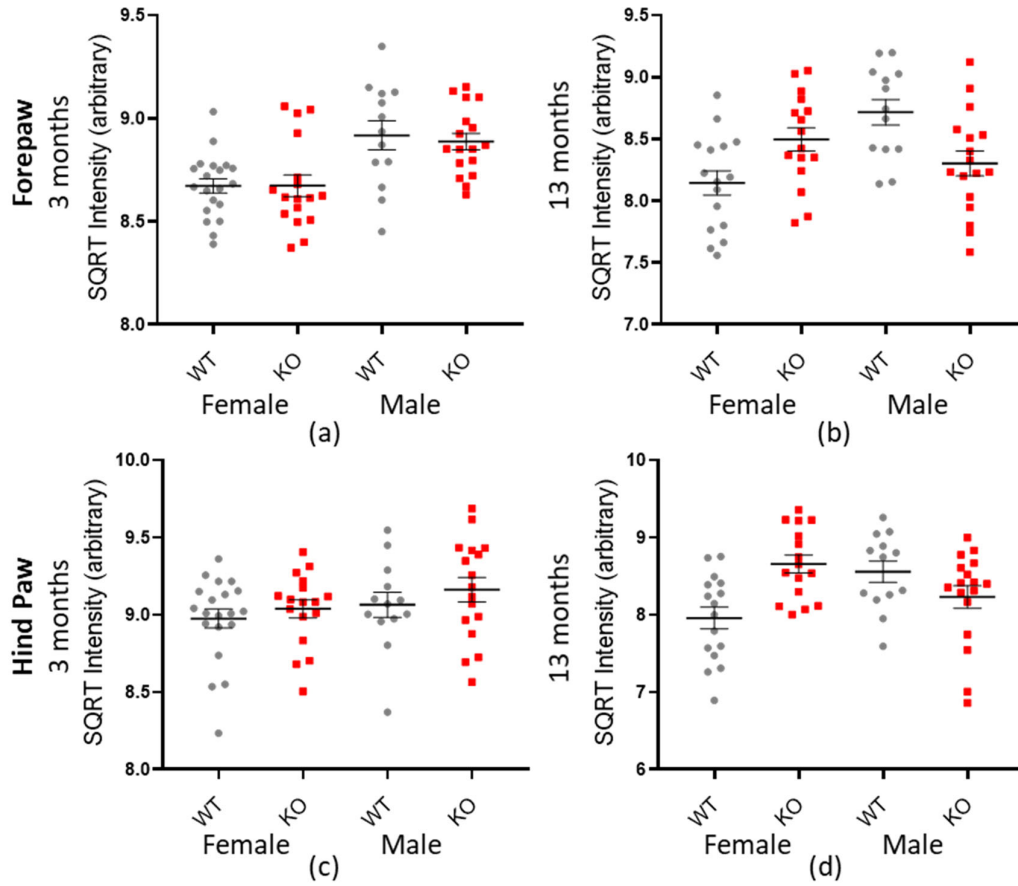 Forepaw
3 months
SQRT Intensity (arbitrary)
9.5
9.0
8.5
8.0
WT
KO
WT
KO
Female
Male
(a)
13 months
SQRT Intensity (arbitrary)
9.5
9.0
8.5
8.0
7.5
7.0
WT
KO
WT
KO
Female
Male
(b)
Hind Paw
3 months
SQRT Intensity (arbitrary)
10.0
9.5
9.0
8.5
8.0
WT
KO
WT
KO
Female
Male
(c)
13 months
SQRT Intensity (arbitrary)
10
9
8
7
6
WT
KO
WT
KO
Female
Male
(d)